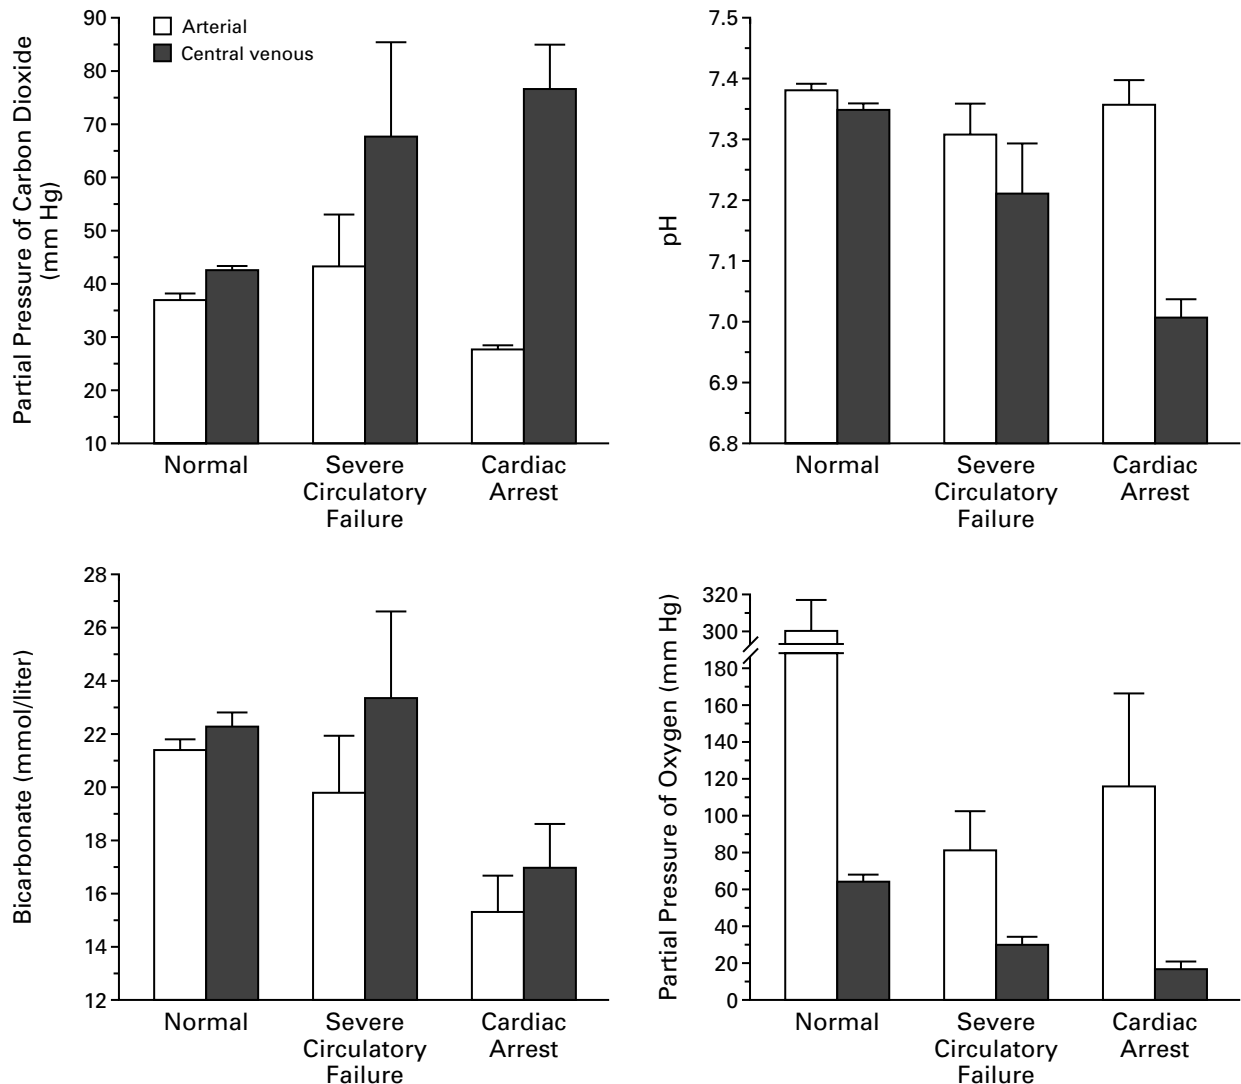 Partial Pressure of Carbon Dioxide
(mm Hg)
90
80
70
60
50
40
30
20
10
Arterial
Central venous
Normal
Severe
Circulatory
Failure
Cardiac
Arrest
pH
7.5
7.4
7.3
7.2
7.1
7.0
6.9
6.8
Normal
Severe
Circulatory
Failure
Cardiac
Arrest
Bicarbonate (mmol/liter)
28
26
24
22
20
18
16
14
12
Normal
Severe
Circulatory
Failure
Cardiac
Arrest
Partial Pressure of Oxygen (mm Hg)
320
300
180
160
140
120
100
80
60
40
20
0
Normal
Severe
Circulatory
Failure
Cardiac
Arrest